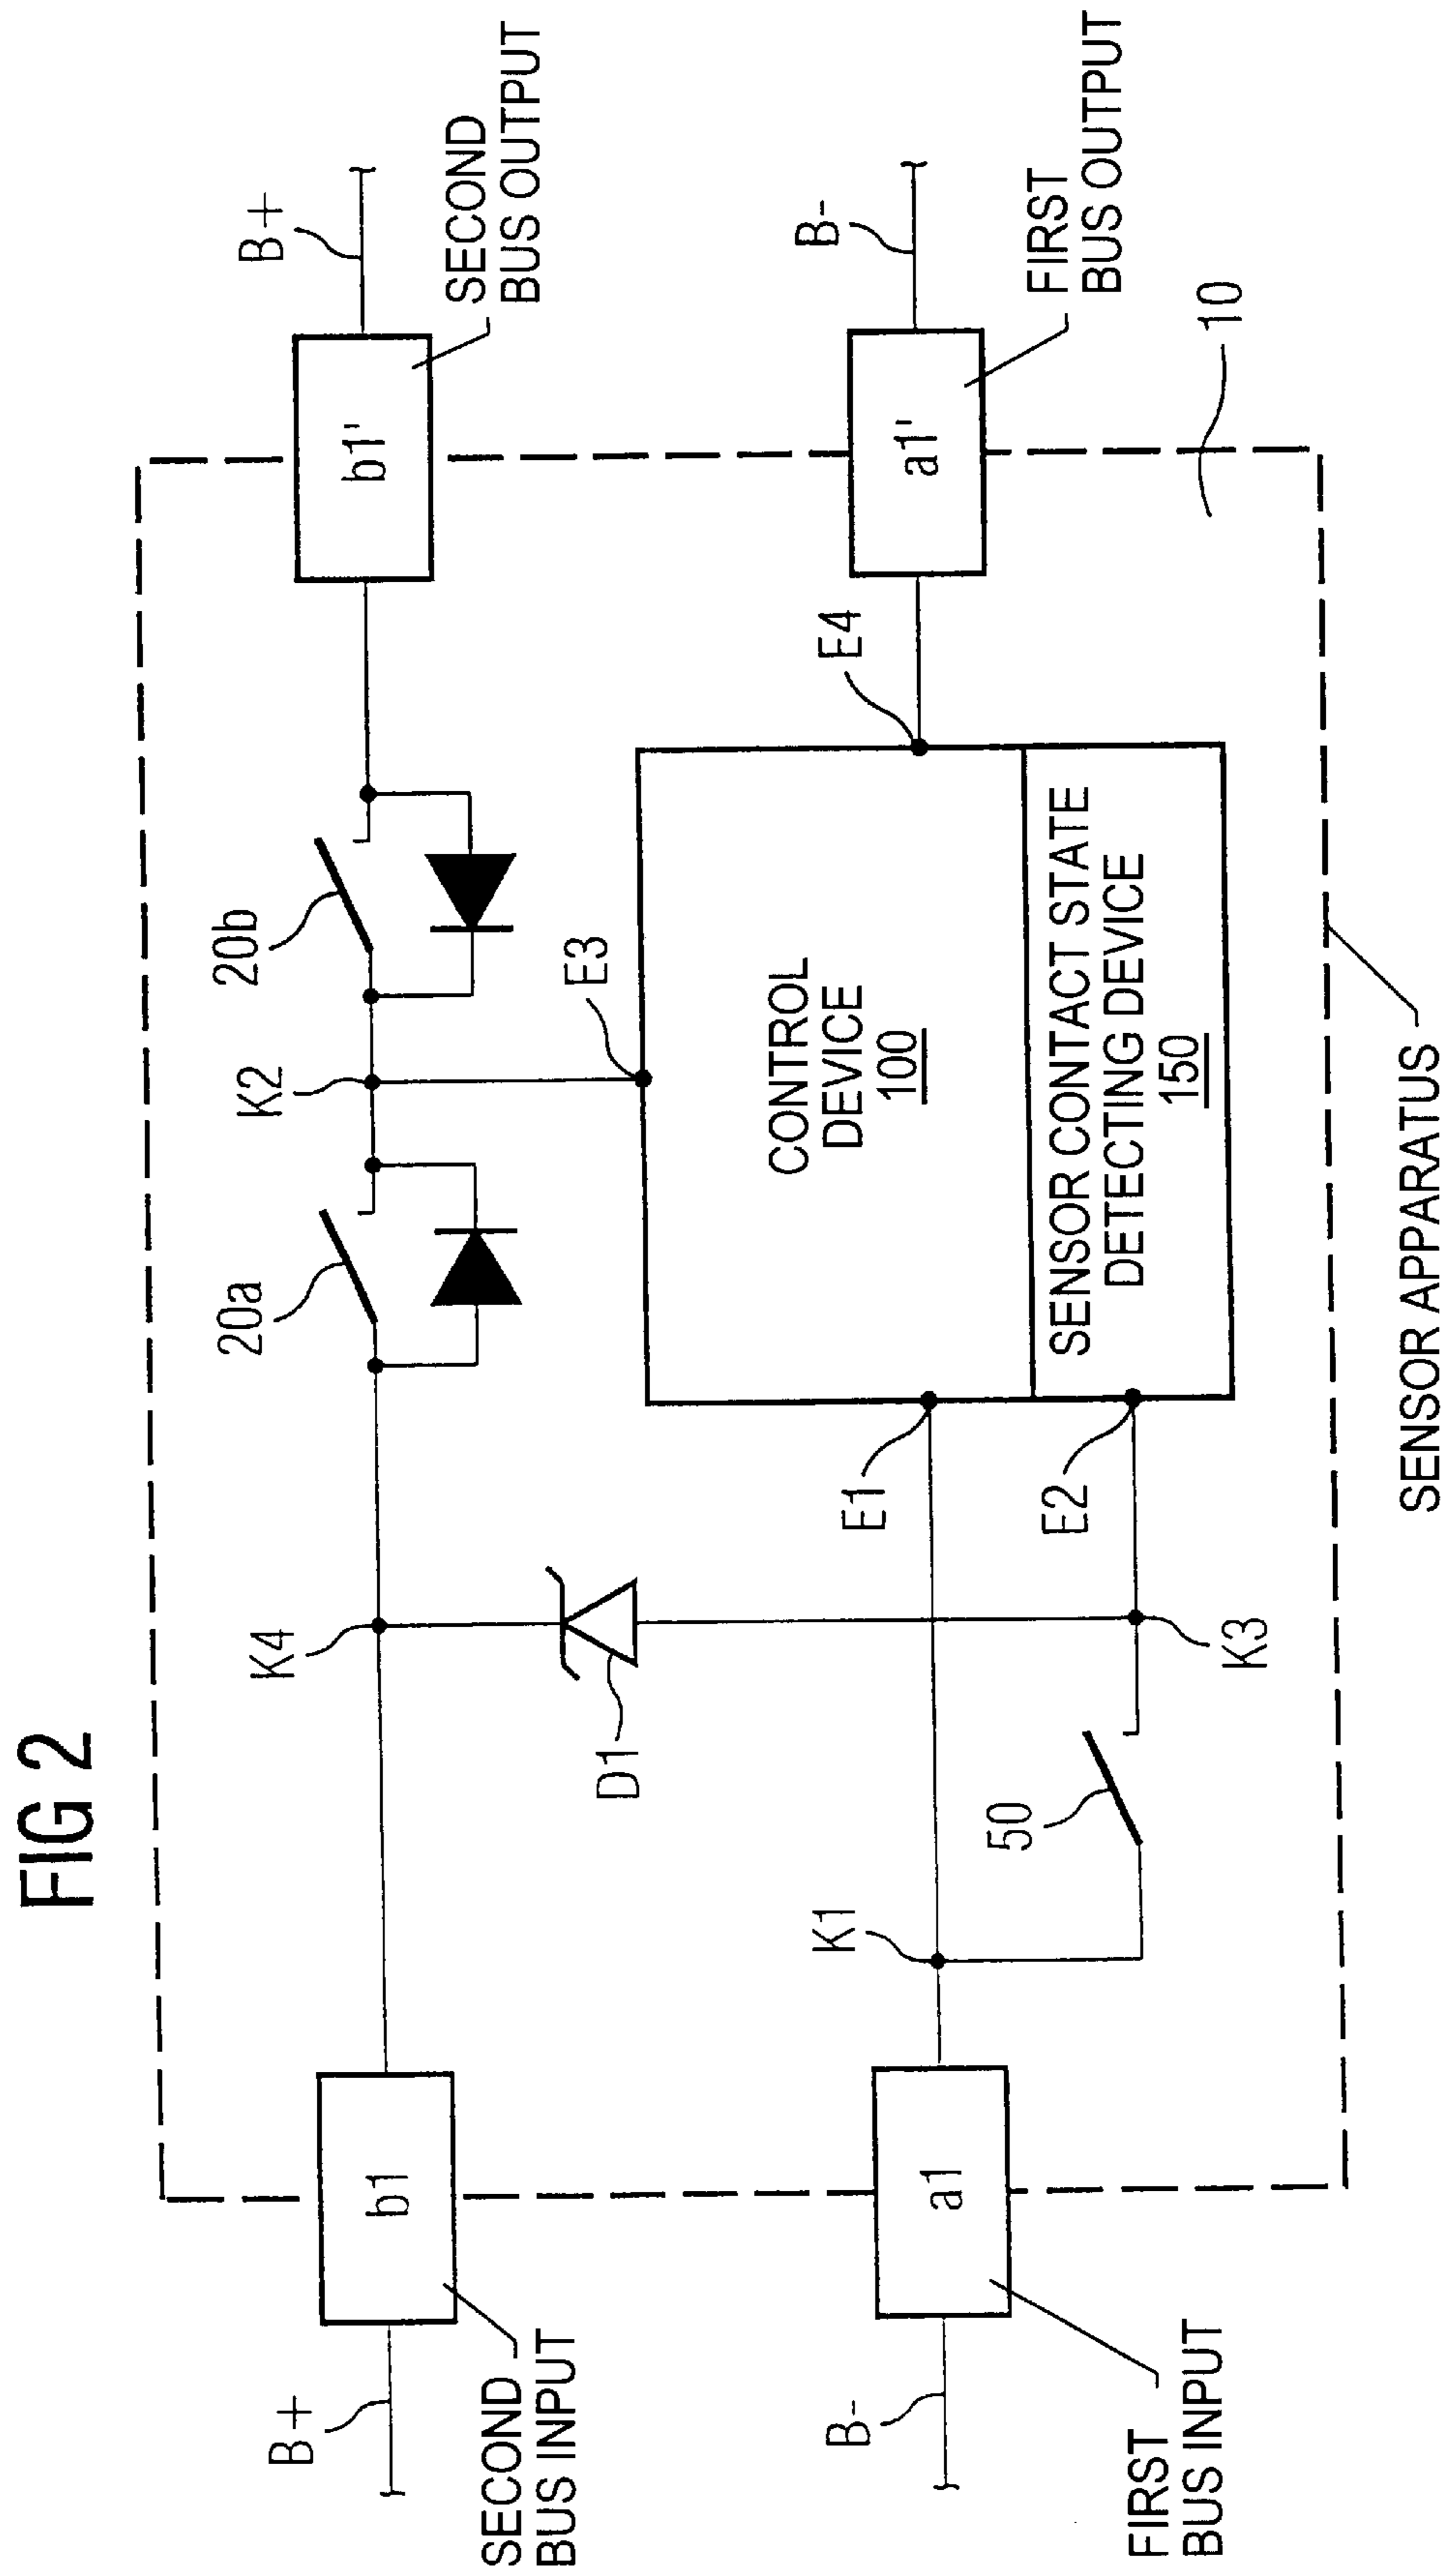 FIG 2
B+
SECOND
BUS INPUT
b1
K4
20a
K2
20b
b1'
B+
SECOND
BUS OUTPUT
D1
E3
CONTROL
DEVICE
100
SENSOR CONTACT STATE
DETECTING DEVICE
150
E1
E2
E4
B-
FIRST
BUS INPUT
a1
K1
50
K3
a1'
B-
FIRST
BUS OUTPUT
10
SENSOR APPARATUS